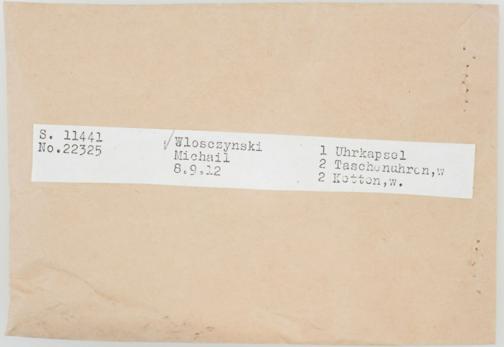 S. 11441
No.22325
Wlosczynski
Michail
8.9.12
1 Uhrkapsel
2 Taschenuhren,w
2 Ketten,w.